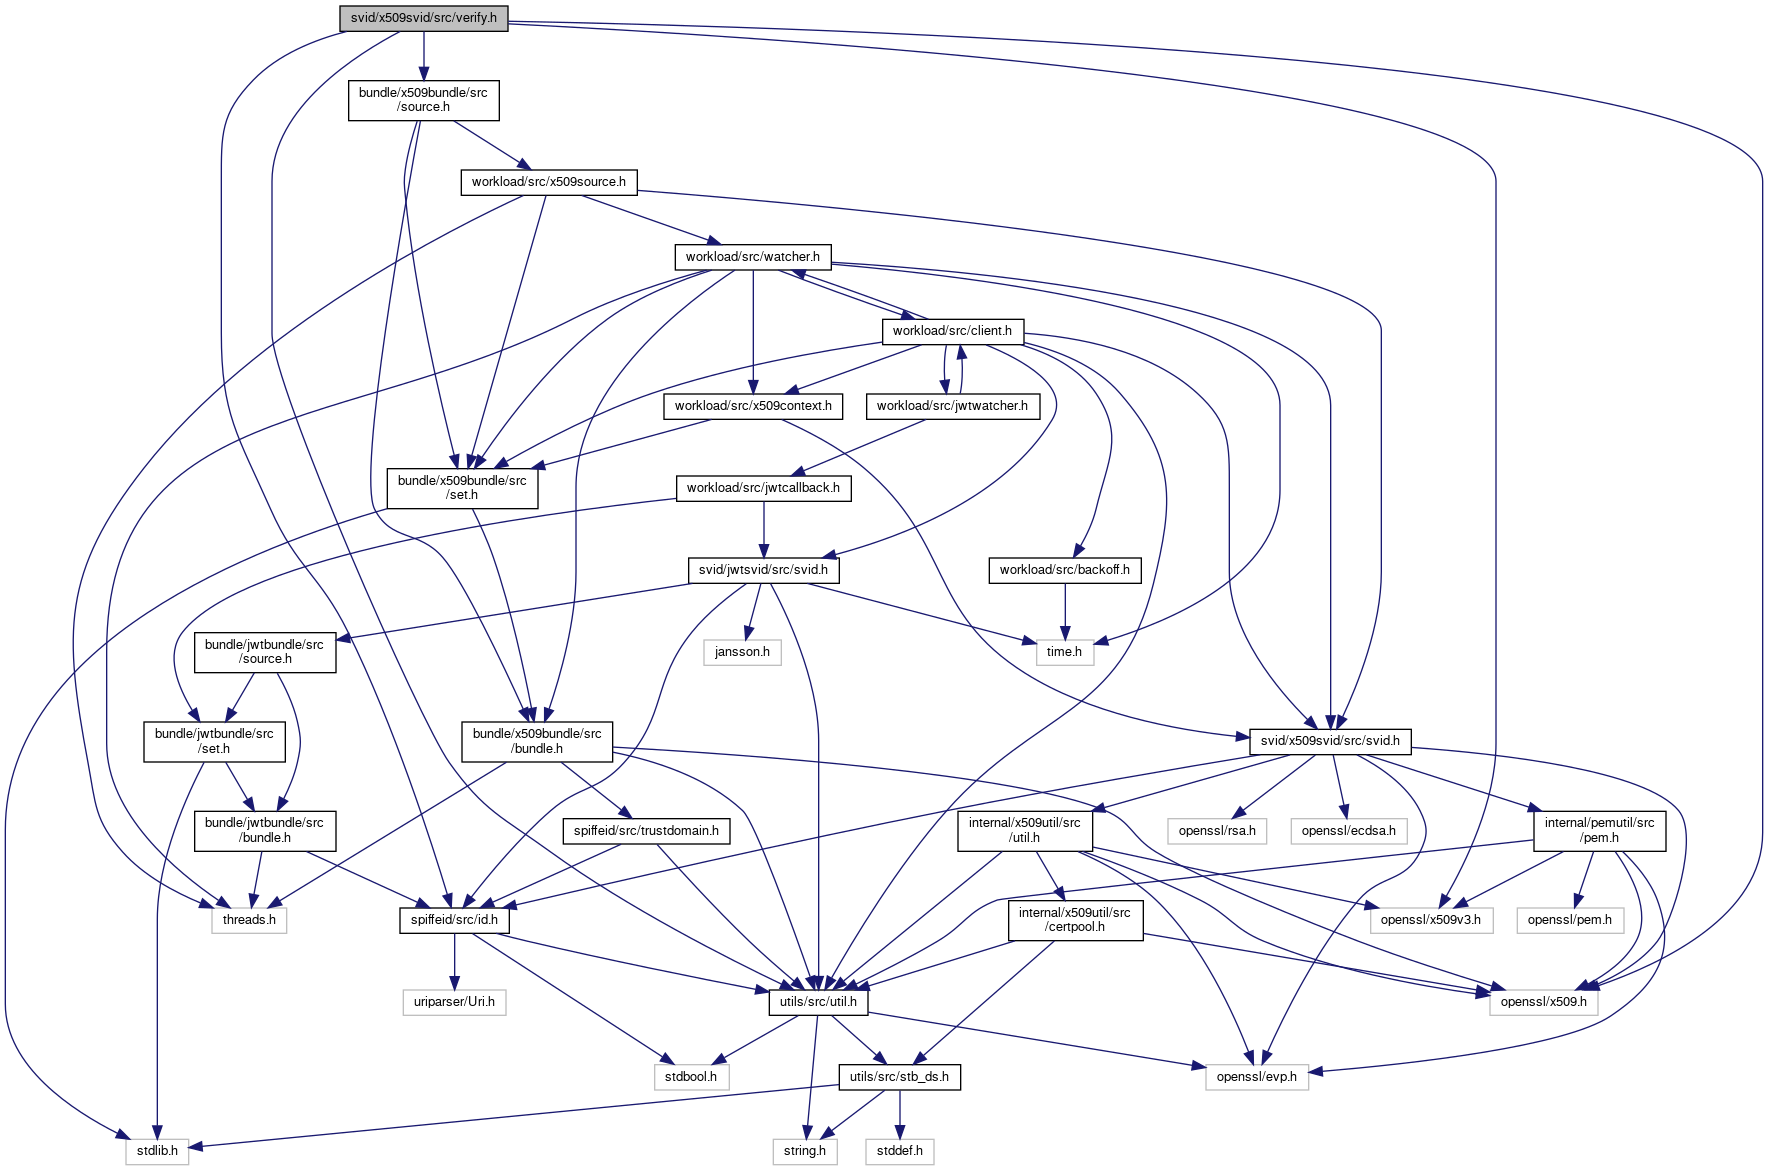 svid/x509svid/src/verify.h
bundle/x509bundle/src
/source.h
workload/src/x509source.h
workload/src/watcher.h
workload/src/client.h
workload/src/x509context.h
workload/src/jwtwatcher.h
bundle/x509bundle/src
/set.h
workload/src/jwtcallback.h
svid/jwtsvid/src/svid.h
workload/src/backoff.h
bundle/jwtbundle/src
/source.h
jansson.h
time.h
bundle/jwtbundle/src
/set.h
bundle/x509bundle/src
/bundle.h
svid/x509svid/src/svid.h
bundle/jwtbundle/src
/bundle.h
spiffeid/src/trustdomain.h
internal/x509util/src
/util.h
openssl/rsa.h
openssl/ecdsa.h
internal/pemutil/src
/pem.h
threads.h
spiffeid/src/id.h
internal/x509util/src
/certpool.h
openssl/x509v3.h
openssl/pem.h
uriparser/Uri.h
utils/src/util.h
openssl/x509.h
stdbool.h
utils/src/stb_ds.h
openssl/evp.h
stdlib.h
string.h
stddef.h